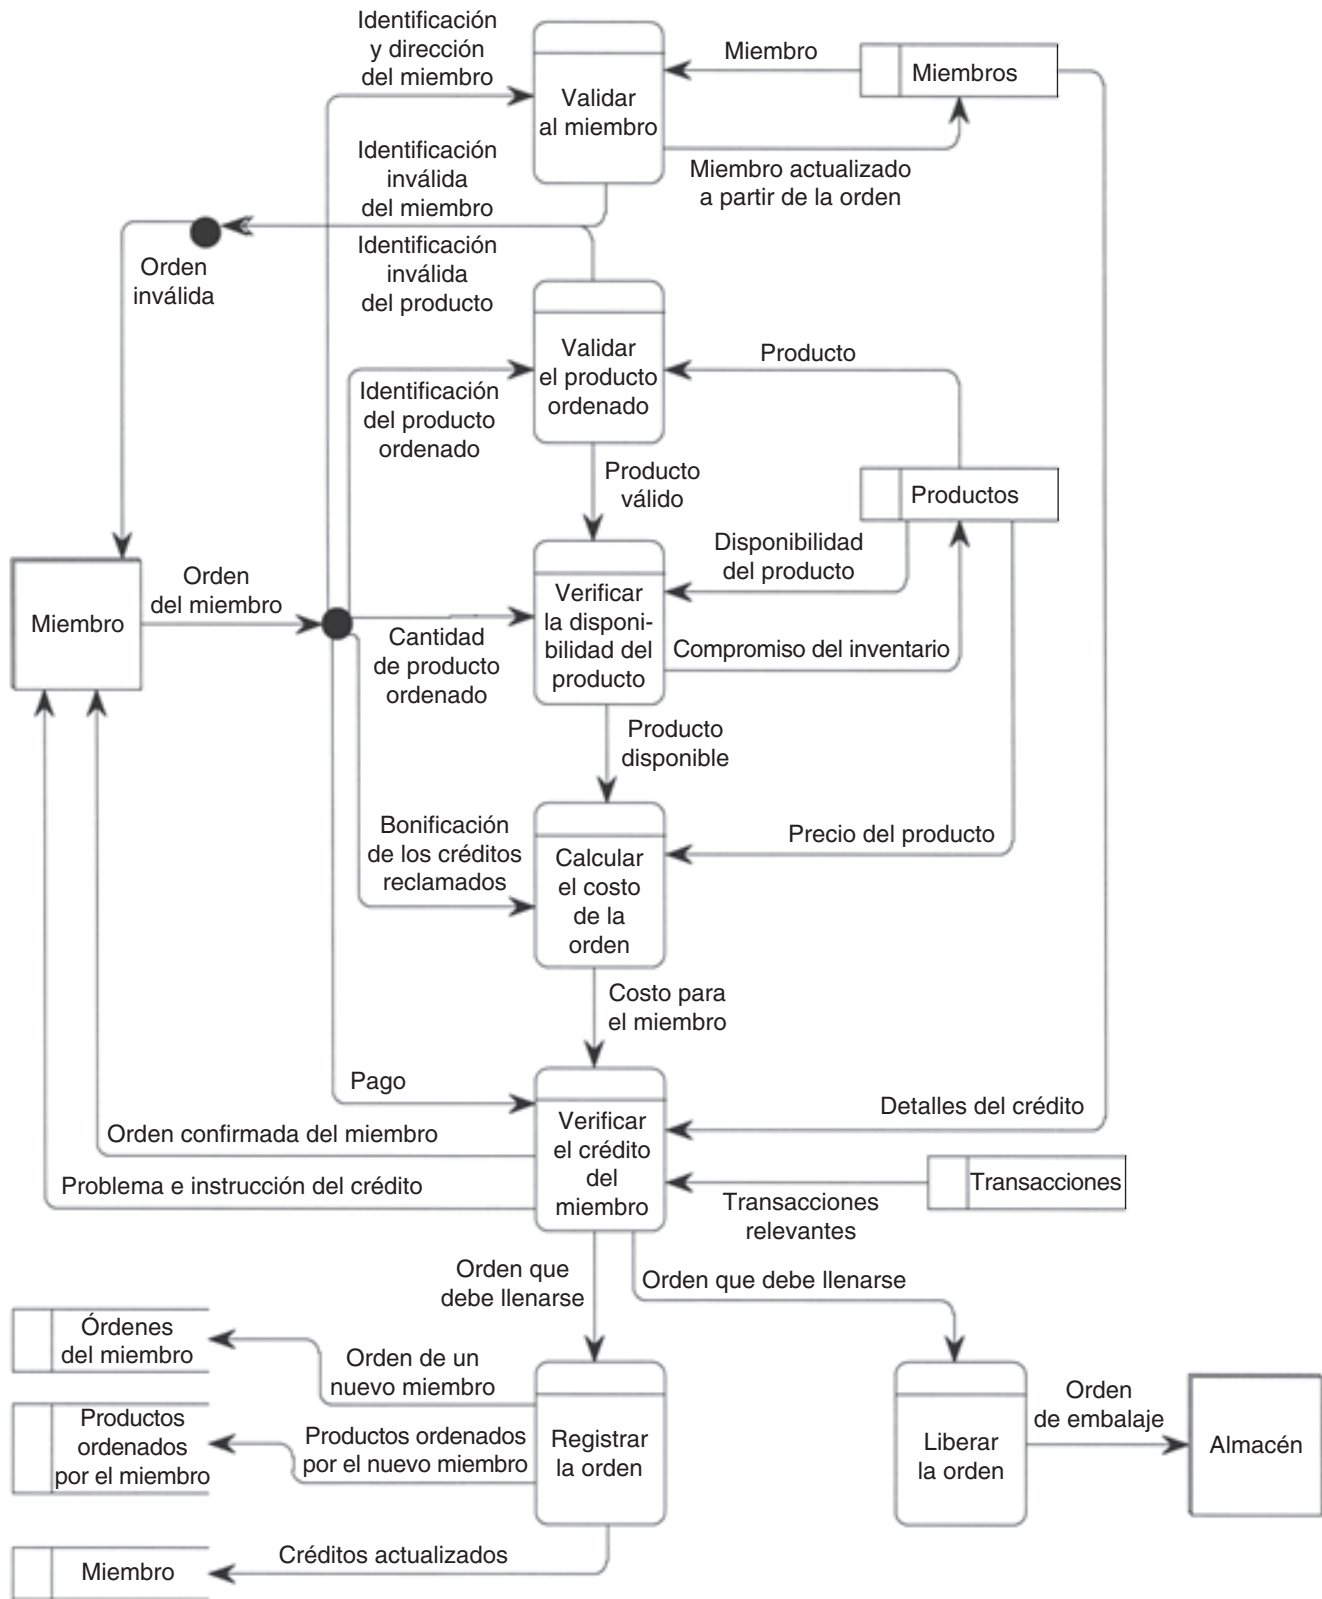 Identificación
y dirección
del miembro
Validar
al miembro
Miembro
Miembros
Miembro actualizado
a partir de la orden
Identificación
inválida
del miembro
Orden
inválida
Identificación
inválida
del producto
Validar
el producto
ordenado
Producto
Identificación
del producto
ordenado
Producto
válido
Productos
Disponibilidad
del producto
Miembro
Orden
del miembro
Verificar
la disponi-
bilidad del
producto
Cantidad
de producto
ordenado
Compromiso del inventario
Producto
disponible
Bonificación
de los créditos
reclamados
Calcular
el costo
de la
orden
Precio del producto
Costo para
el miembro
Pago
Verificar
el crédito
del
miembro
Detalles del crédito
Orden confirmada del miembro
Problema e instrucción del crédito
Transacciones
Transacciones
relevantes
Orden que
debe llenarse
Orden que debe llenarse
Órdenes
del miembro
Orden de un
nuevo miembro
Productos
ordenados
por el miembro
Productos ordenados
por el nuevo miembro
Registrar
la orden
Liberar
la orden
Orden
de embalaje
Almacén
Miembro
Créditos actualizados